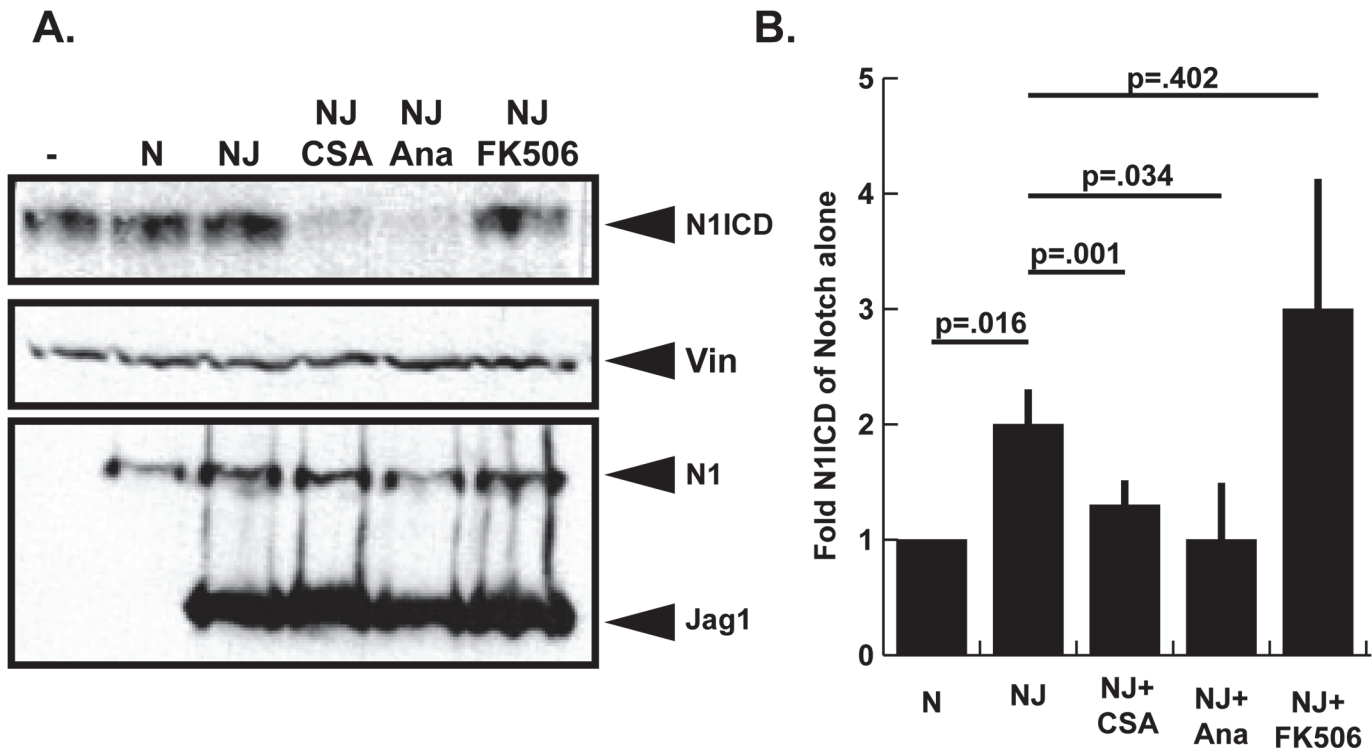 A.
- N NJ NJ CSA NJ Ana NJ FK506
N1ICD
Vin
N1
Jag1
B.
Fold N1ICD of Notch alone
5
4
3
2
1
0
p=.402
p=.034
p=.001
p=.016
N NJ NJ+ CSA NJ+ Ana NJ+ FK506